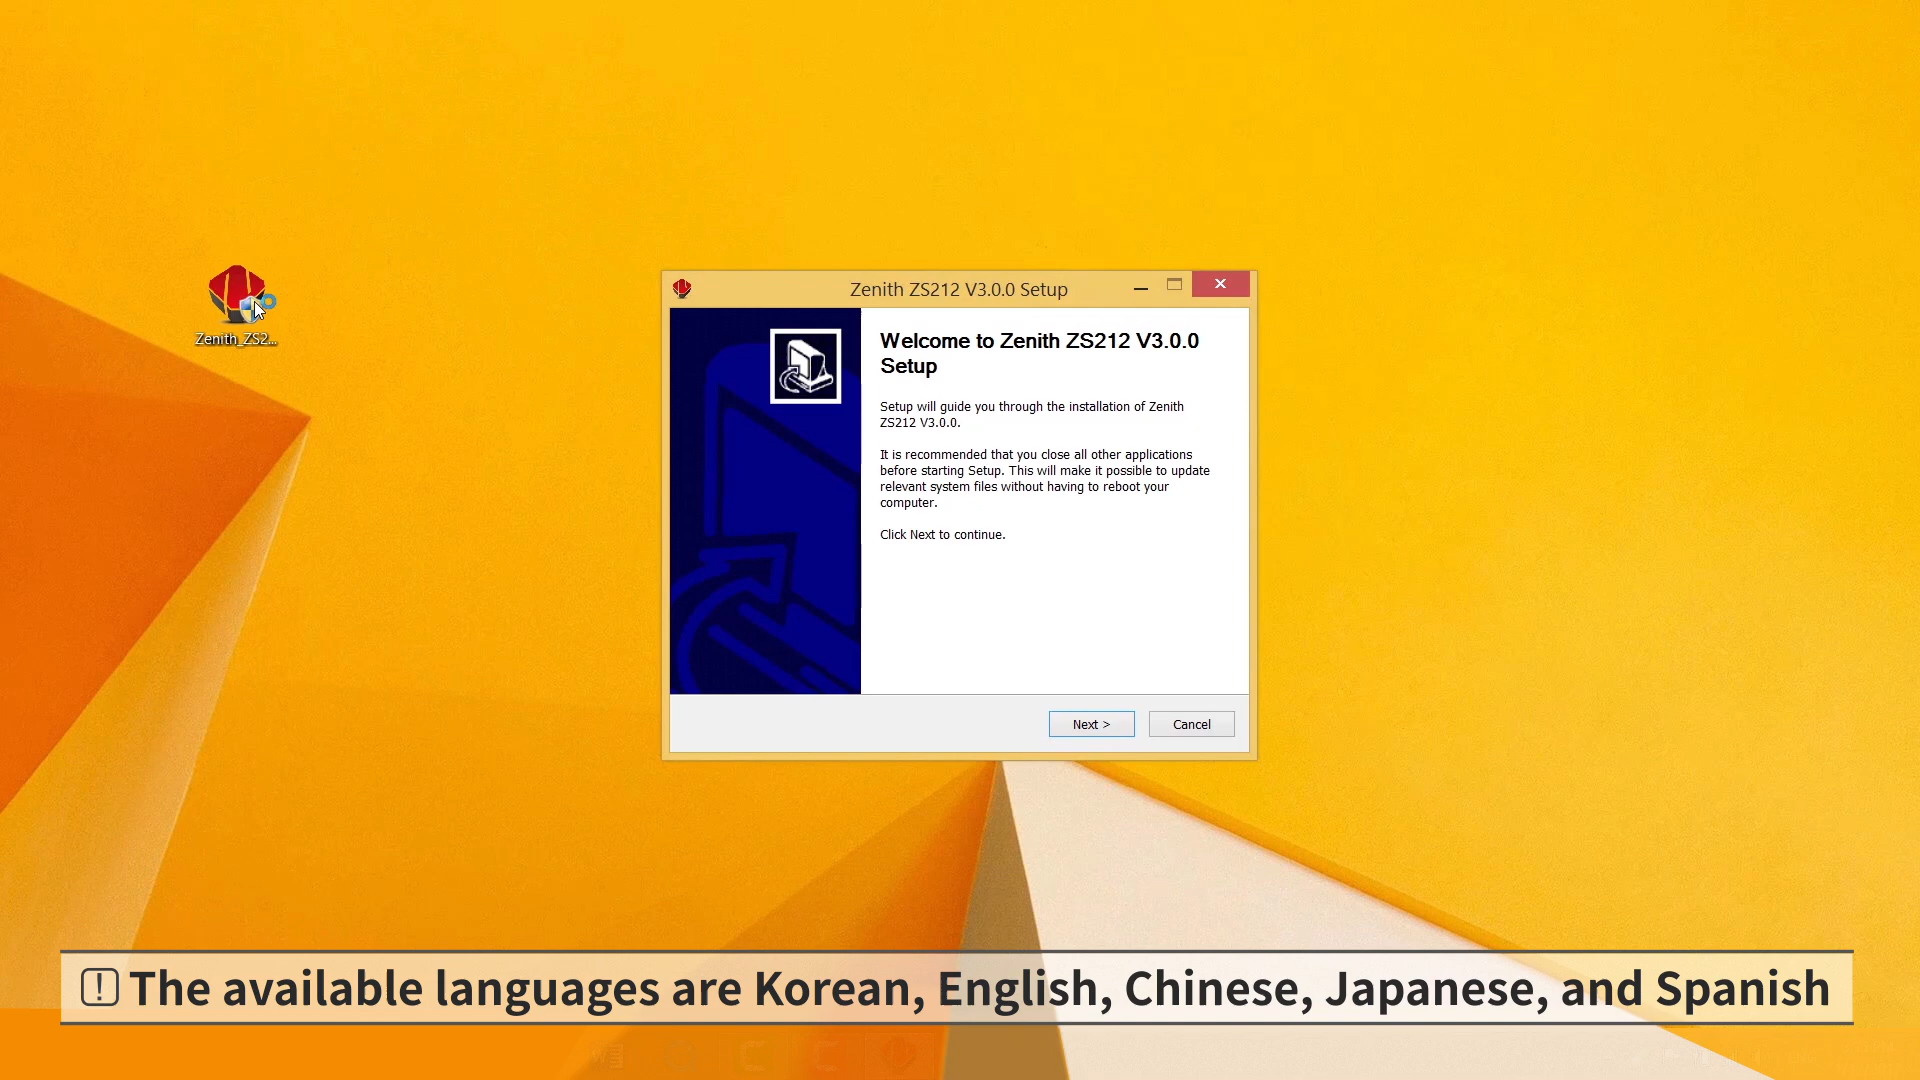 Zenith_ZS2...
Zenith ZS212 V3.0.0 Setup
Welcome to Zenith ZS212 V3.0.0
Setup
Setup will guide you through the installation of Zenith
ZS212 V3.0.0.
It is recommended that you close all other applications
before starting Setup. This will make it possible to update
relevant system files without having to reboot your
computer.
Click Next to continue.
Next >
Cancel
The available languages are Korean, English, Chinese, Japanese, and Spanish